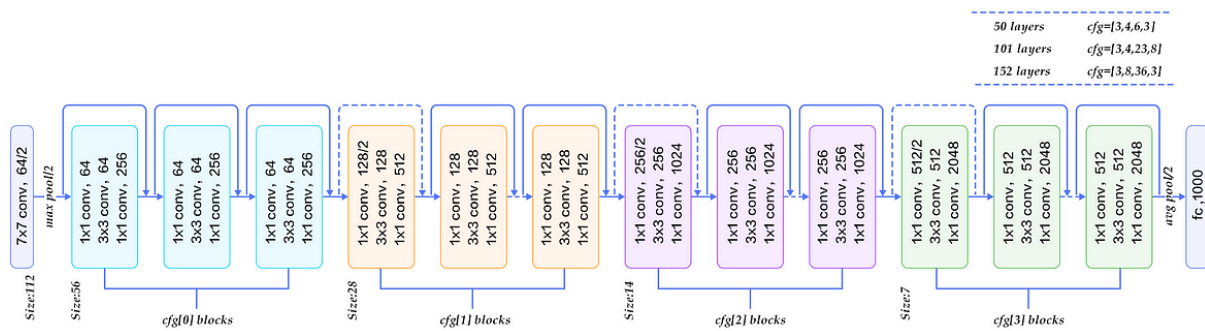 50 layers cfg=[3,4,6,3]
101 layers cfg=[3,4,23,8]
152 layers cfg=[3,8,36,3]
7x7 conv, 64/2
max pool/2
1x1 conv, 64
3x3 conv, 64
1x1 conv, 256
1x1 conv, 64
3x3 conv, 64
1x1 conv, 256
1x1 conv, 64
3x3 conv, 64
1x1 conv, 256
1x1 conv, 128/2
3x3 conv, 128
1x1 conv, 512
1x1 conv, 128
3x3 conv, 128
1x1 conv, 512
1x1 conv, 128
3x3 conv, 128
1x1 conv, 512
1x1 conv, 256/2
3x3 conv, 256
1x1 conv, 1024
1x1 conv, 256
3x3 conv, 256
1x1 conv, 1024
1x1 conv, 256
3x3 conv, 256
1x1 conv, 1024
1x1 conv, 512/2
3x3 conv, 512
1x1 conv, 2048
1x1 conv, 512
3x3 conv, 512
1x1 conv, 2048
1x1 conv, 512
3x3 conv, 512
1x1 conv, 2048
avg pool/2
fc ,1000
Size:112
Size:56
cfg[0] blocks
Size:28
cfg[1] blocks
Size:14
cfg[2] blocks
Size:7
cfg[3] blocks